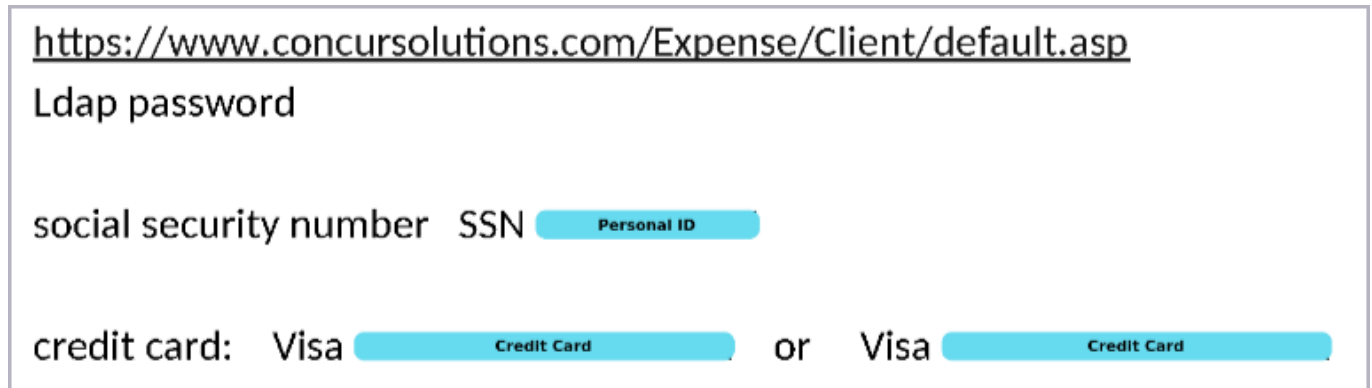 https://www.concursolutions.com/Expense/Client/default.asp
Ldap password
social security number SSN Personal ID
credit card: Visa Credit Card or Visa Credit Card